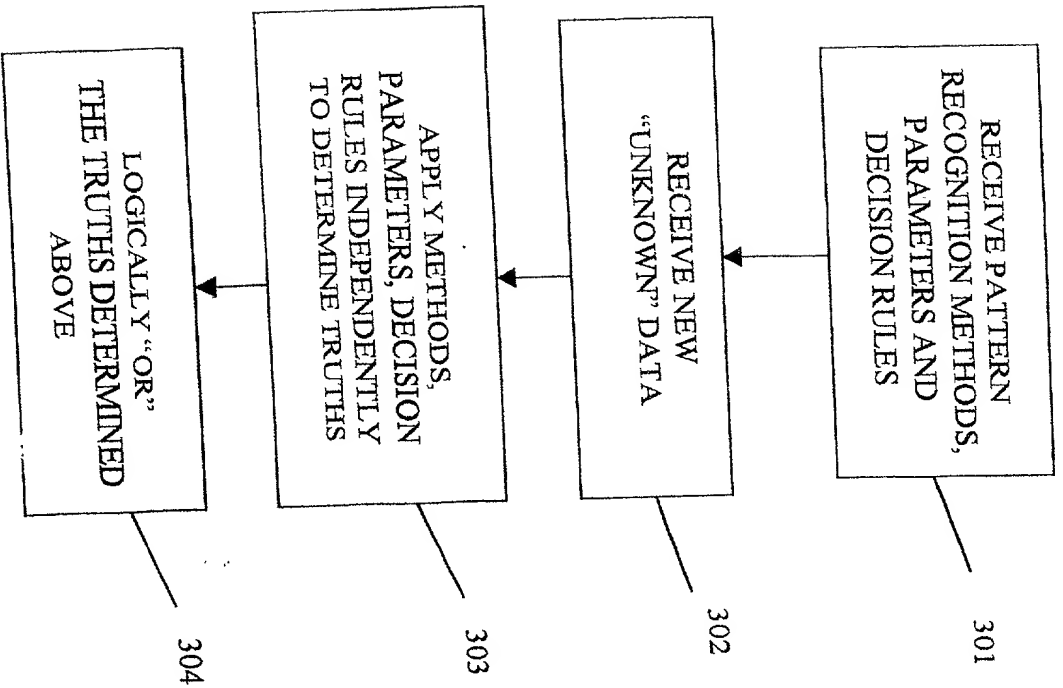 RECEIVE PATTERN
RECOGNITION METHODS,
PARAMETERS AND
DECISION RULES
301
RECEIVE NEW
“UNKNOWN” DATA
302
APPLY METHODS,
PARAMETERS, DECISION
RULES INDEPENDENTLY
TO DETERMINE TRUTHS
303
LOGICALLY “OR”
THE TRUTHS DETERMINED
ABOVE
304